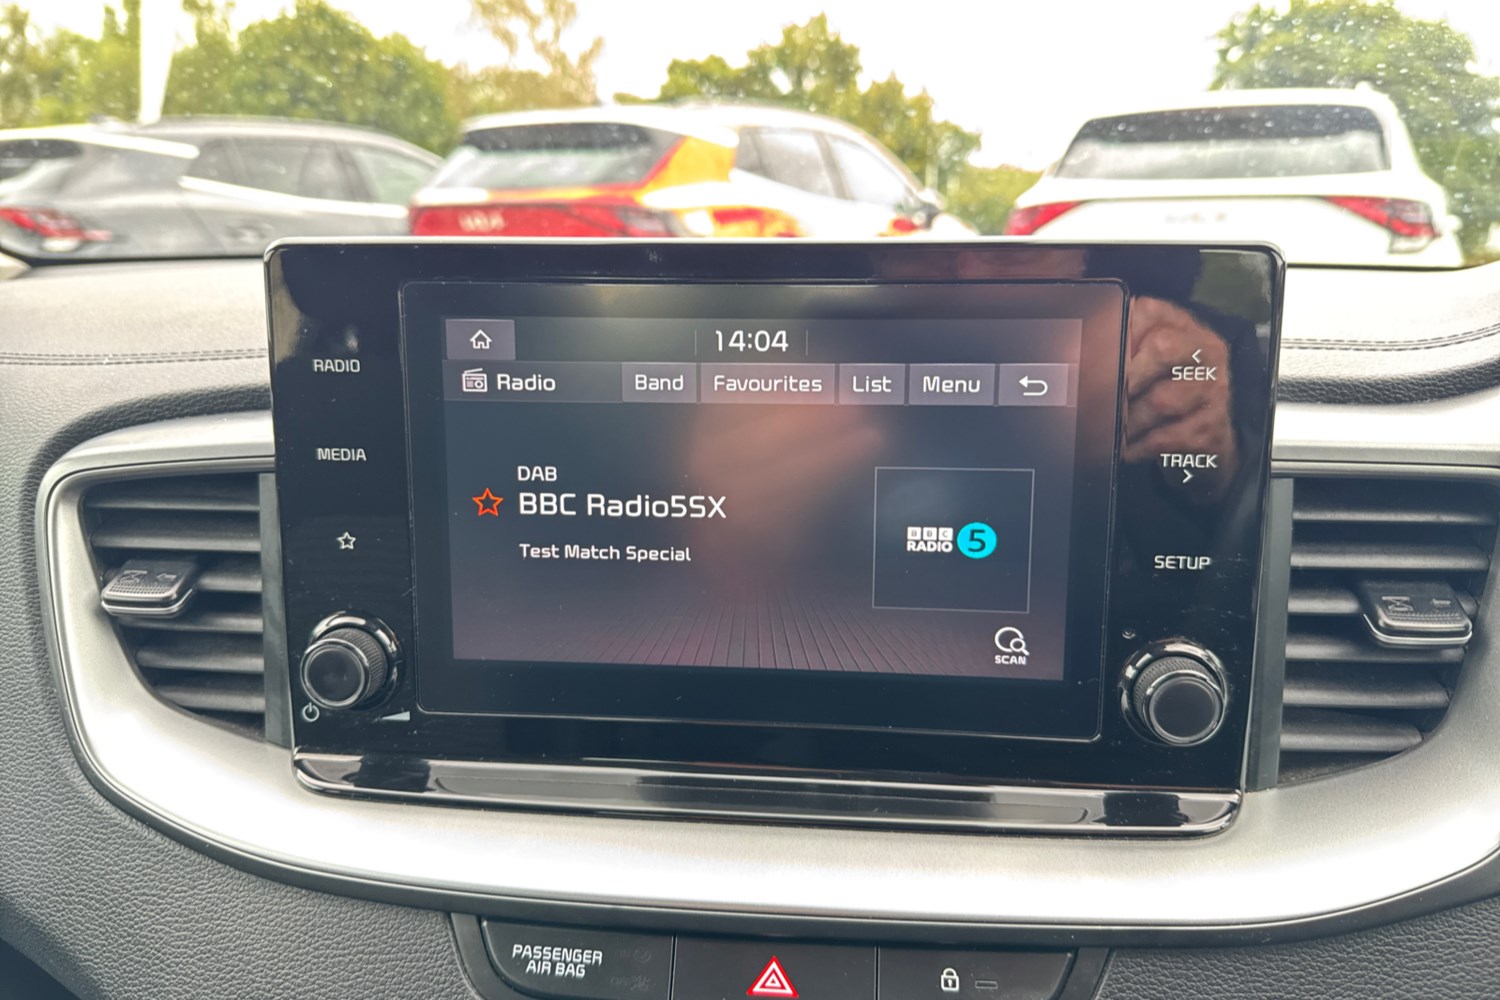 14:04
Radio
Band
Favourites
List
Menu
RADIO
SEEK
MEDIA
TRACK
DAB
BBC Radio5SX
Test Match Special
BBC
RADIO 5
SETUP
SCAN
PASSENGER
AIR BAG